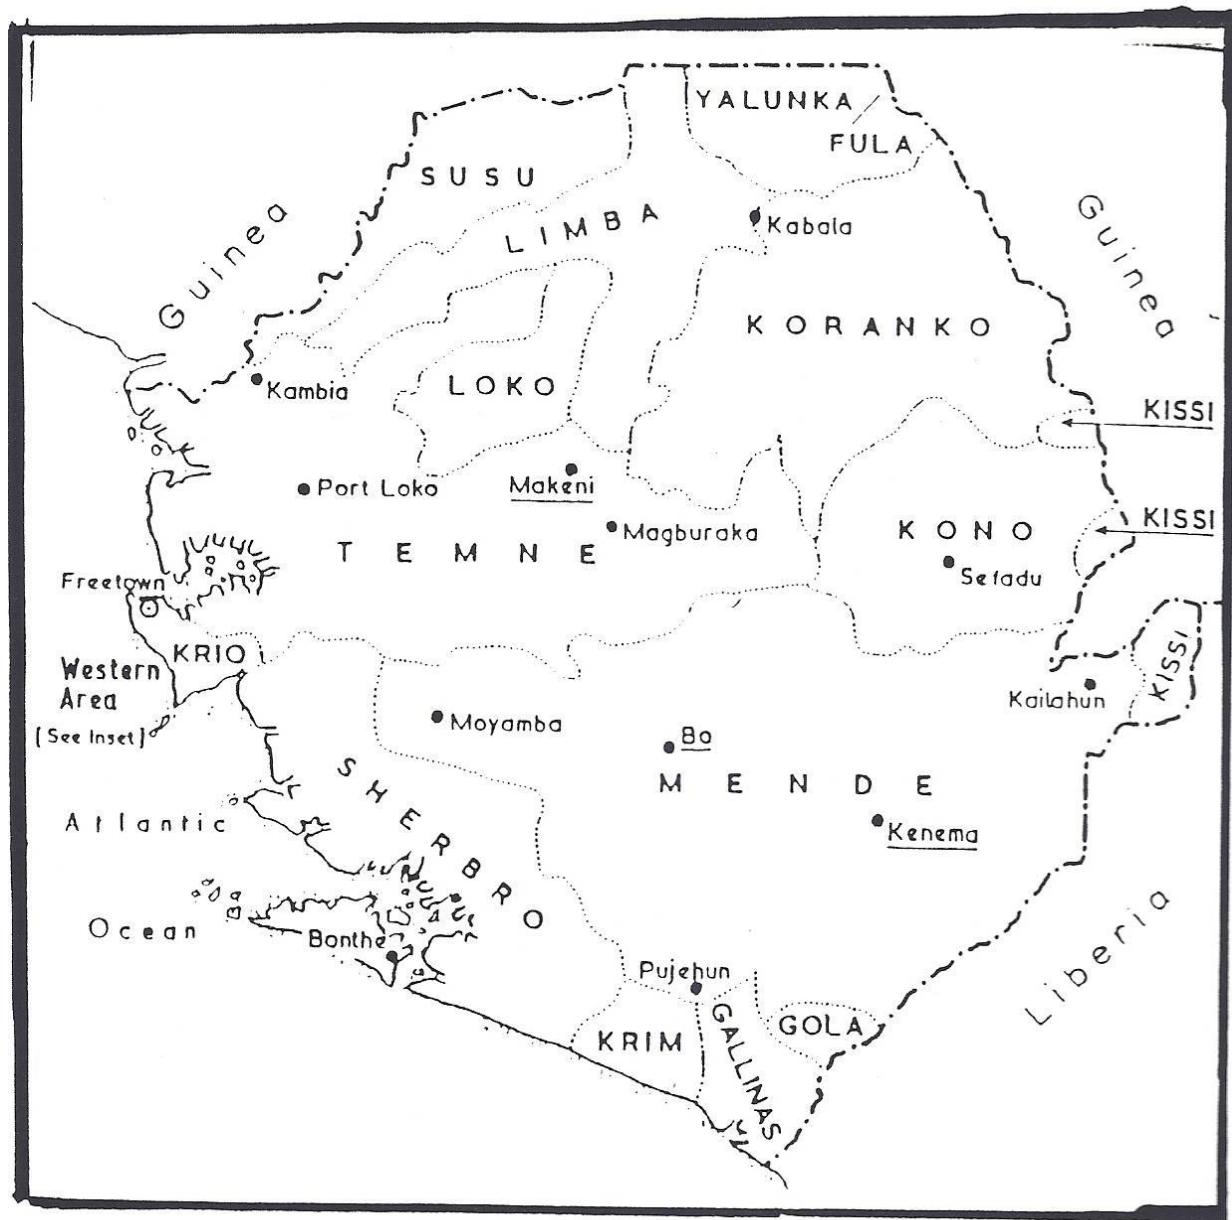 YALUNKA
FULA
SUSU
LIMBA
Kabala
Guinea
Guinea
KORANKO
Kambia
LOKO
KISSI
Port Loko
Makeni
Magburaka
TEMNE
KONO
KISSI
Sefadu
Freetown
KRIO
Western
Area
(See Inset)
KISSI
Kailahun
Moyamba
Bo
MENDE
SHERBRO
Kenema
Atlantic
Ocean
Bonthe
Pujehun
KRIM
GALLINAS
GOLA
Liberia